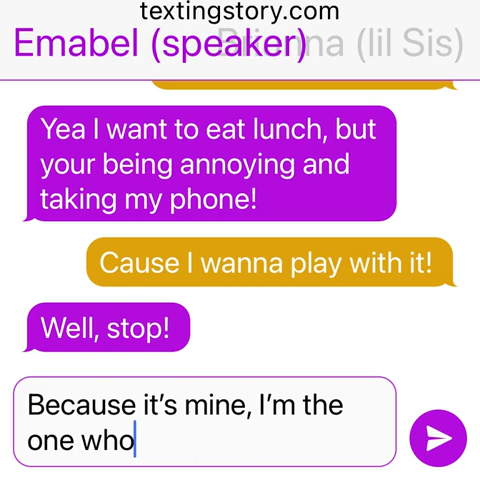 textingstory.com
Emabel (speaker)
(lil Sis)
Yea I want to eat lunch, but
your being annoying and
taking my phone!
Cause I wanna play with it!
Well, stop!
Because it's mine, I'm the
one who